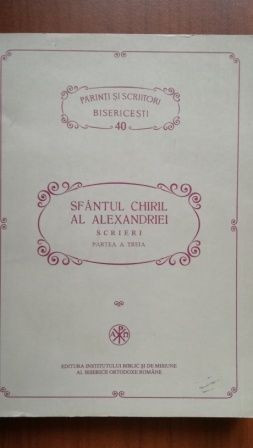 PĂRINȚI ȘI SCRIITORI
BISERICEȘTI
40
SFÂNTUL CHIRIL
AL ALEXANDRIEI
SCRIERI
PARTEA A TREIA
EDITURA INSTITUTULUI BIBLIC ȘI DE MISIUNE
AL BISERICII ORTODOXE ROMÂNE